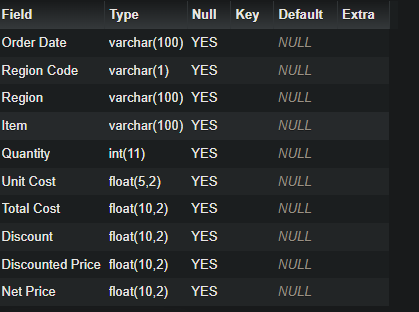 Field Type Null Key Default Extra
Order Date varchar(100) YES NULL
Region Code varchar(1) YES NULL
Region varchar(100) YES NULL
Item varchar(100) YES NULL
Quantity int(11) YES NULL
Unit Cost float(5,2) YES NULL
Total Cost float(10,2) YES NULL
Discount float(10,2) YES NULL
Discounted Price float(10,2) YES NULL
Net Price float(10,2) YES NULL